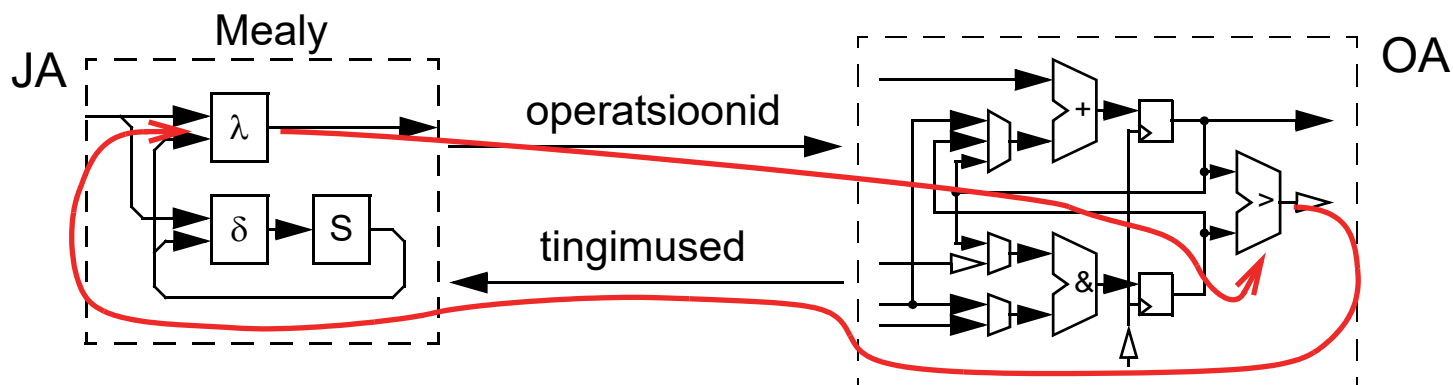 Mealy
JA
OA
λ
operatsioonid
+
>
δ
S
tingimused
&